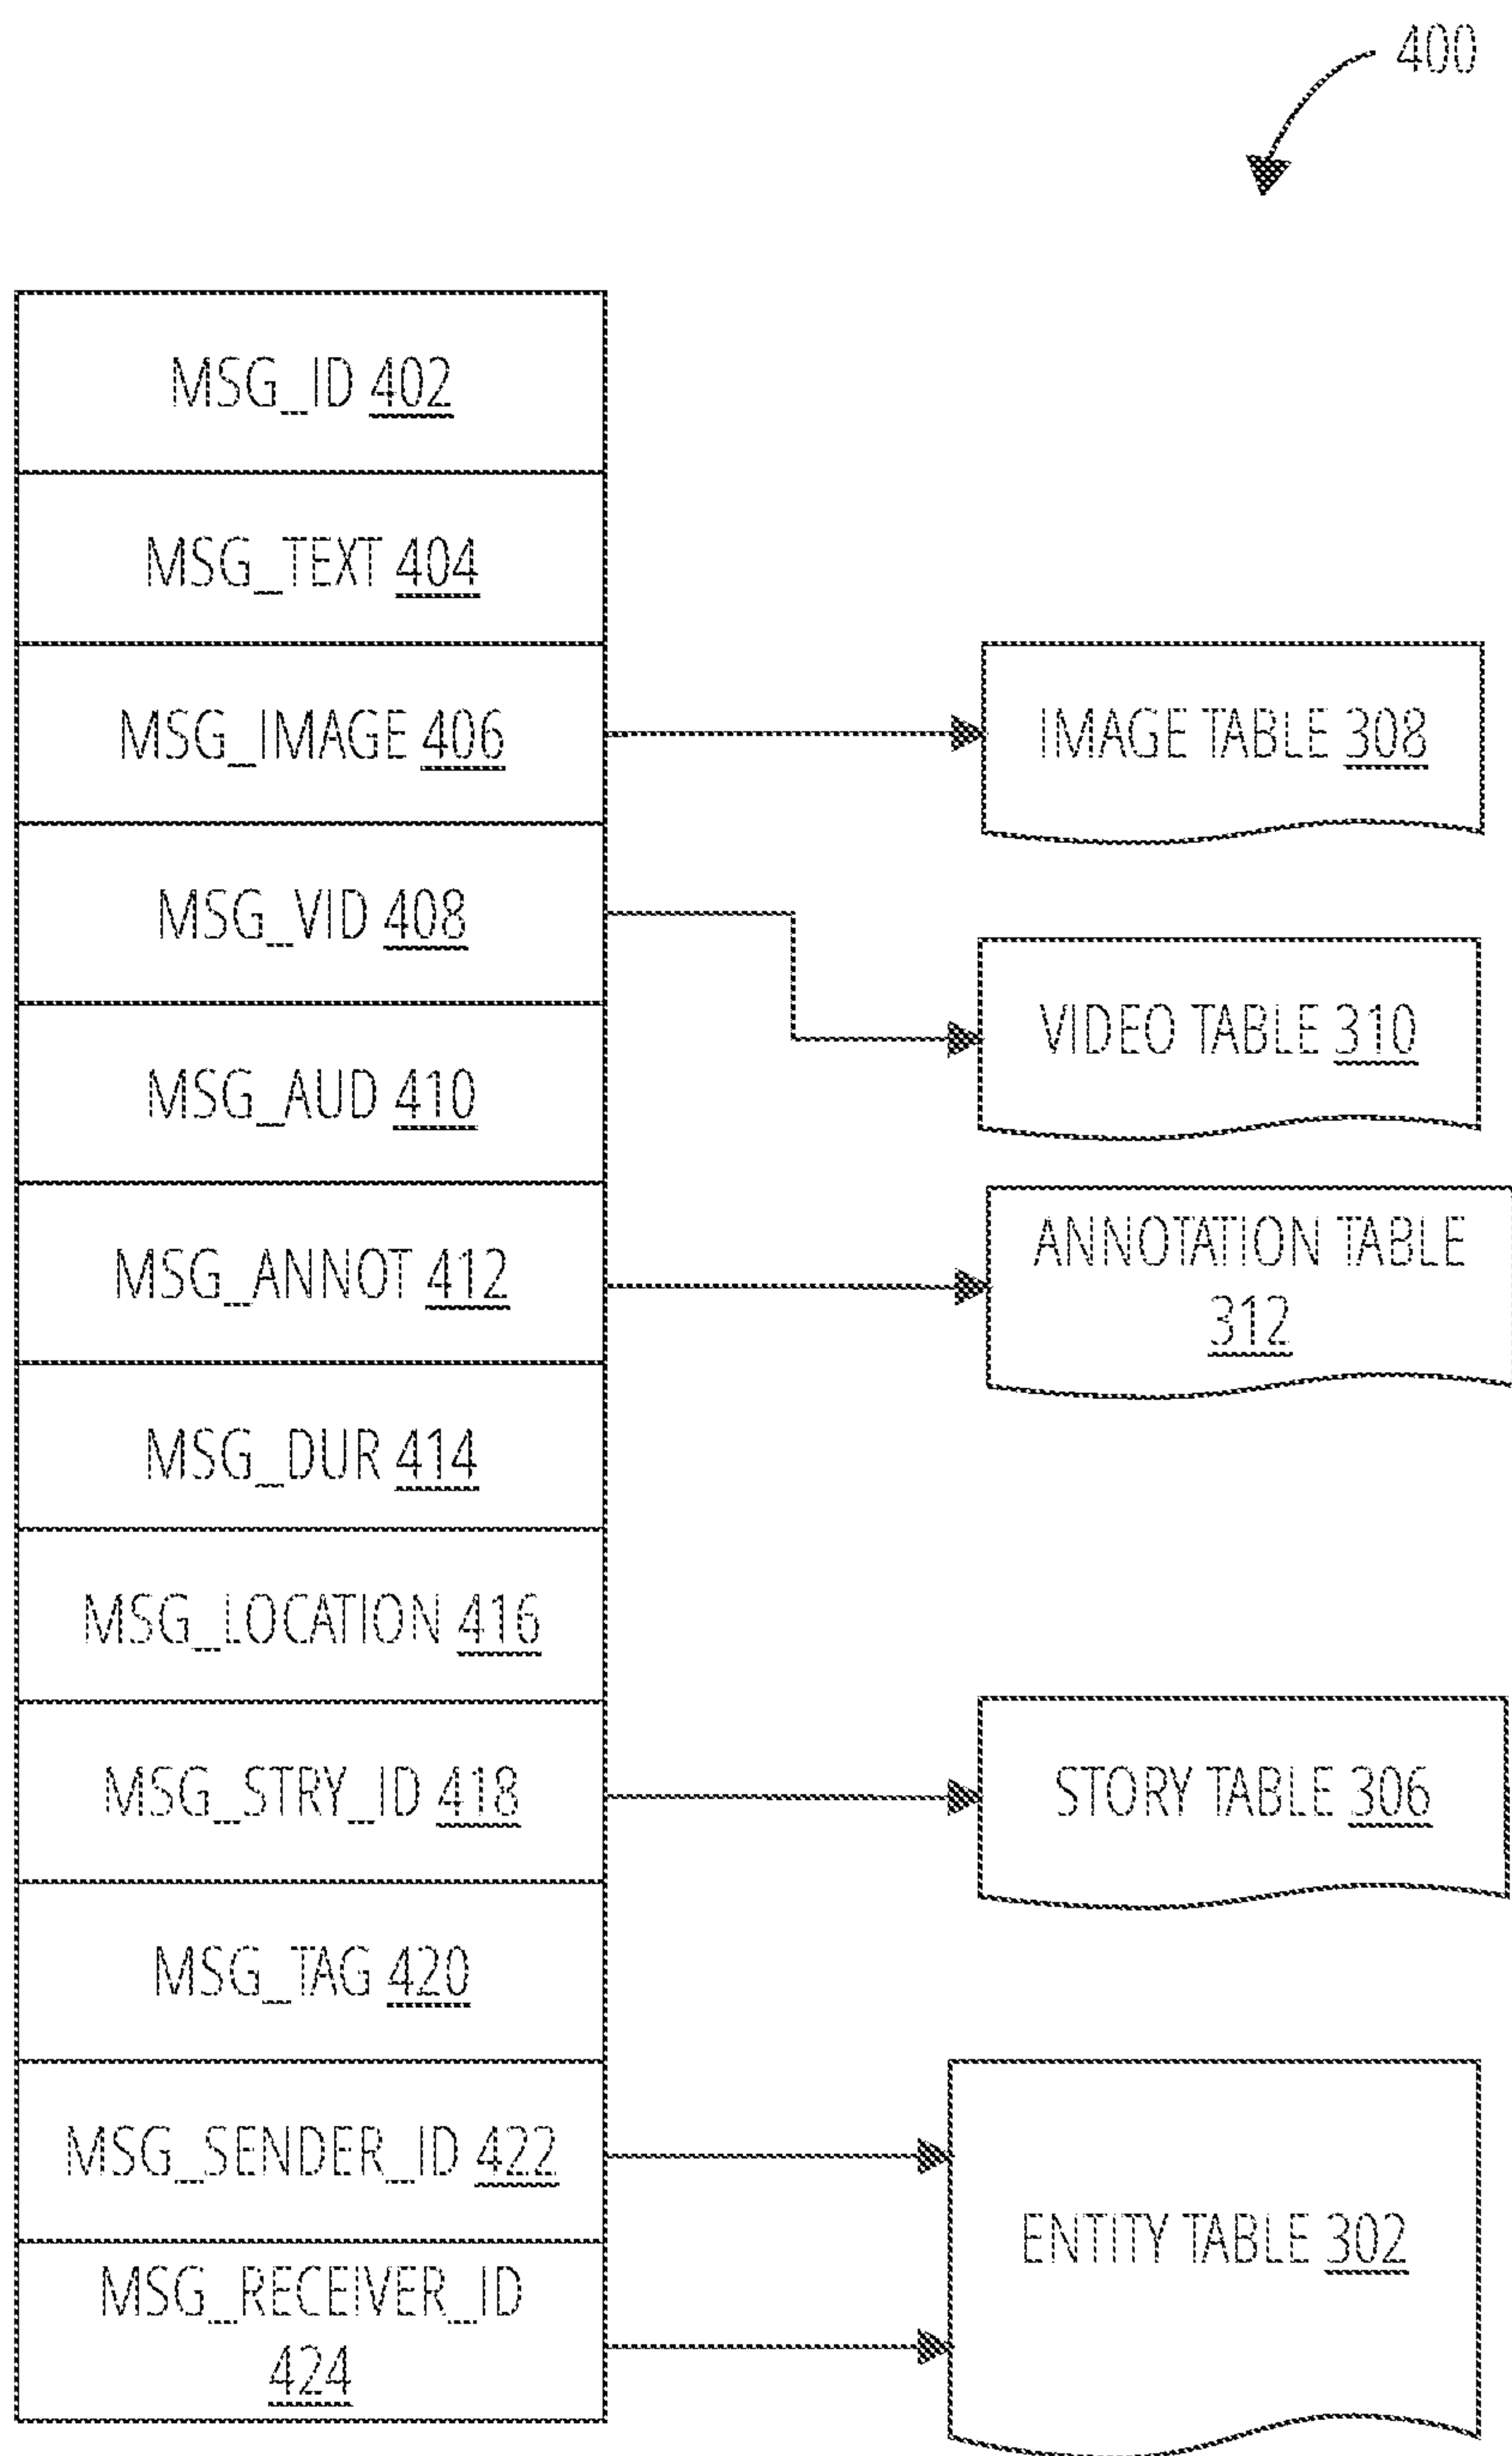 400
MSG_ID 402
MSG_TEXT 404
MSG_IMAGE 406
IMAGE TABLE 308
MSG_VID 408
VIDEO TABLE 310
MSG_AUD 410
MSG_ANNOT 412
ANNOTATION TABLE
312
MSG_DUR 414
MSG_LOCATION 416
MSG_STRY_ID 418
STORY TABLE 306
MSG_TAG 420
MSG_SENDER_ID 422
ENTITY TABLE 302
MSG_RECEIVER_ID
424